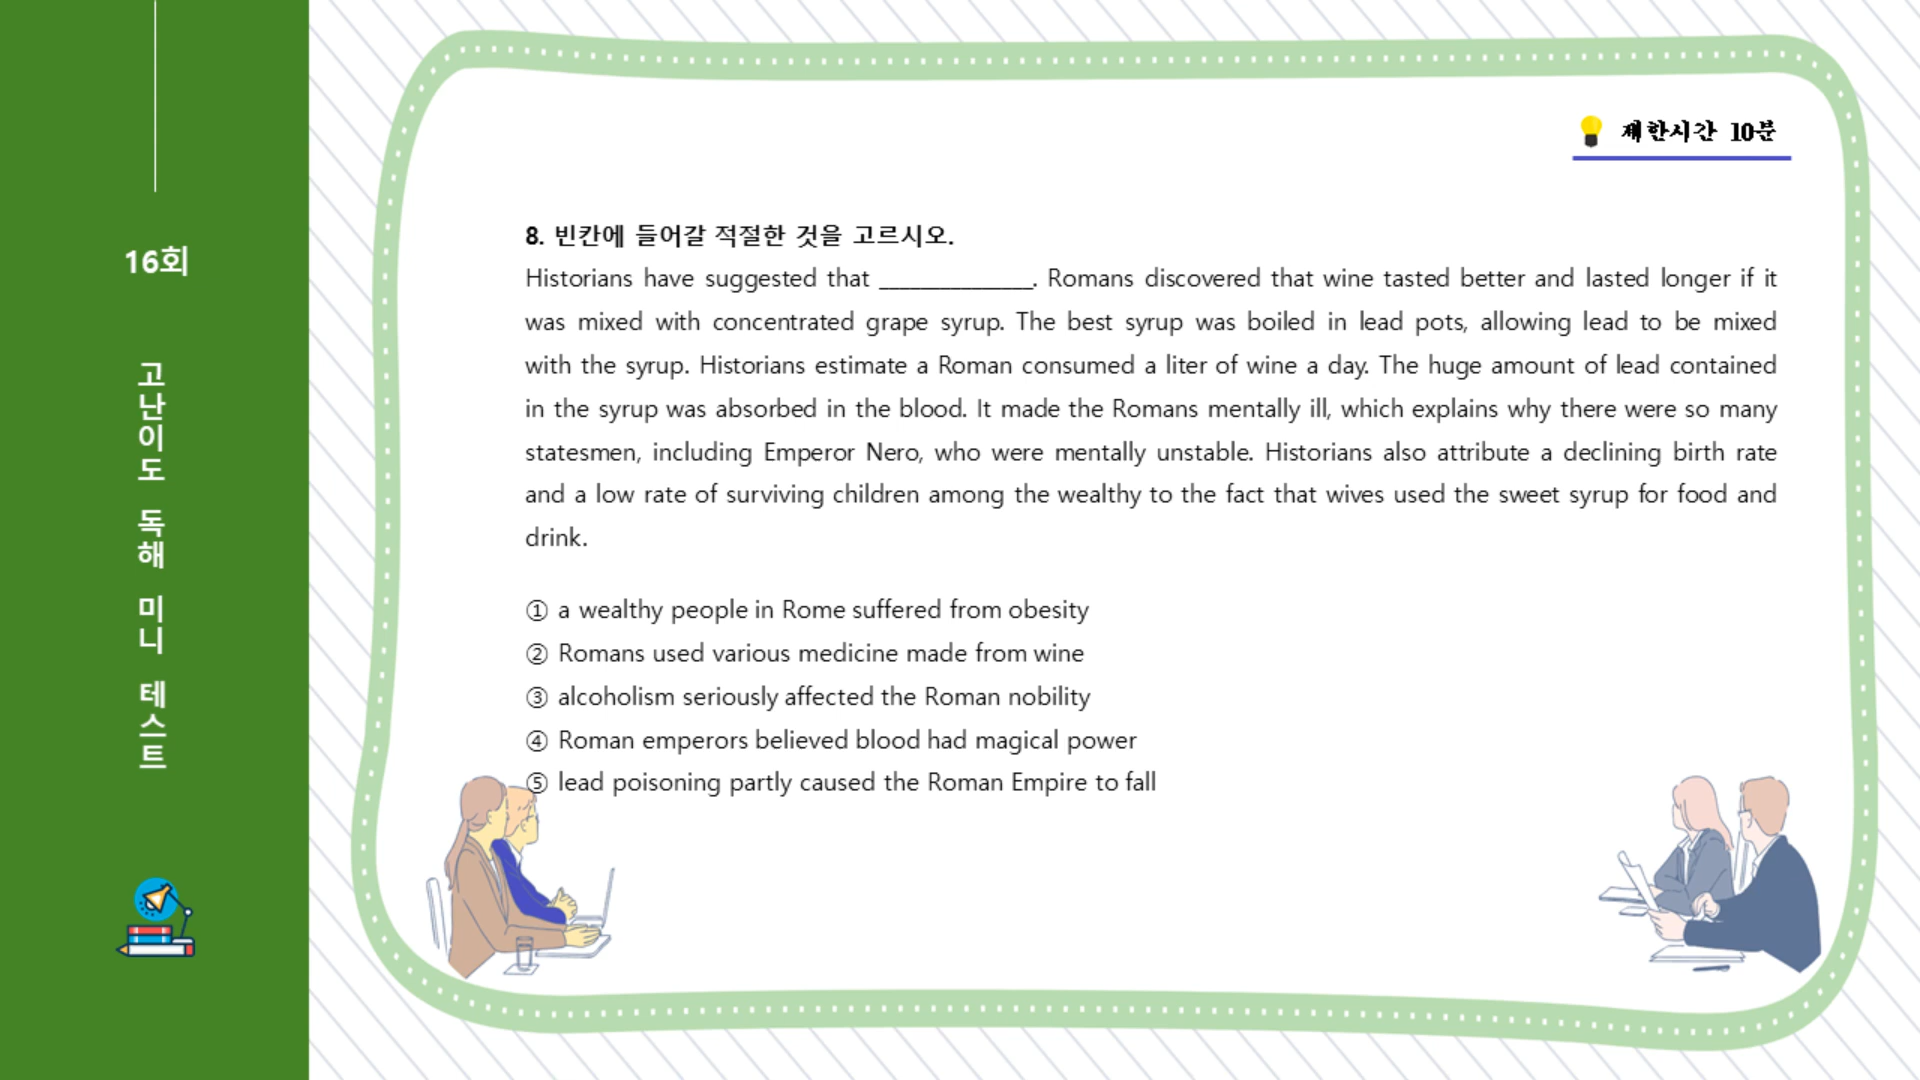 16회
고난이도 독해 미니 테스트
제한시간 10분
8. 빈칸에 들어갈 적절한 것을 고르시오.
Historians have suggested that ______________. Romans discovered that wine tasted better and lasted longer if it
was mixed with concentrated grape syrup. The best syrup was boiled in lead pots, allowing lead to be mixed
with the syrup. Historians estimate a Roman consumed a liter of wine a day. The huge amount of lead contained
in the syrup was absorbed in the blood. It made the Romans mentally ill, which explains why there were so many
statesmen, including Emperor Nero, who were mentally unstable. Historians also attribute a declining birth rate
and a low rate of surviving children among the wealthy to the fact that wives used the sweet syrup for food and
drink.
① a wealthy people in Rome suffered from obesity
② Romans used various medicine made from wine
③ alcoholism seriously affected the Roman nobility
④ Roman emperors believed blood had magical power
⑤ lead poisoning partly caused the Roman Empire to fall